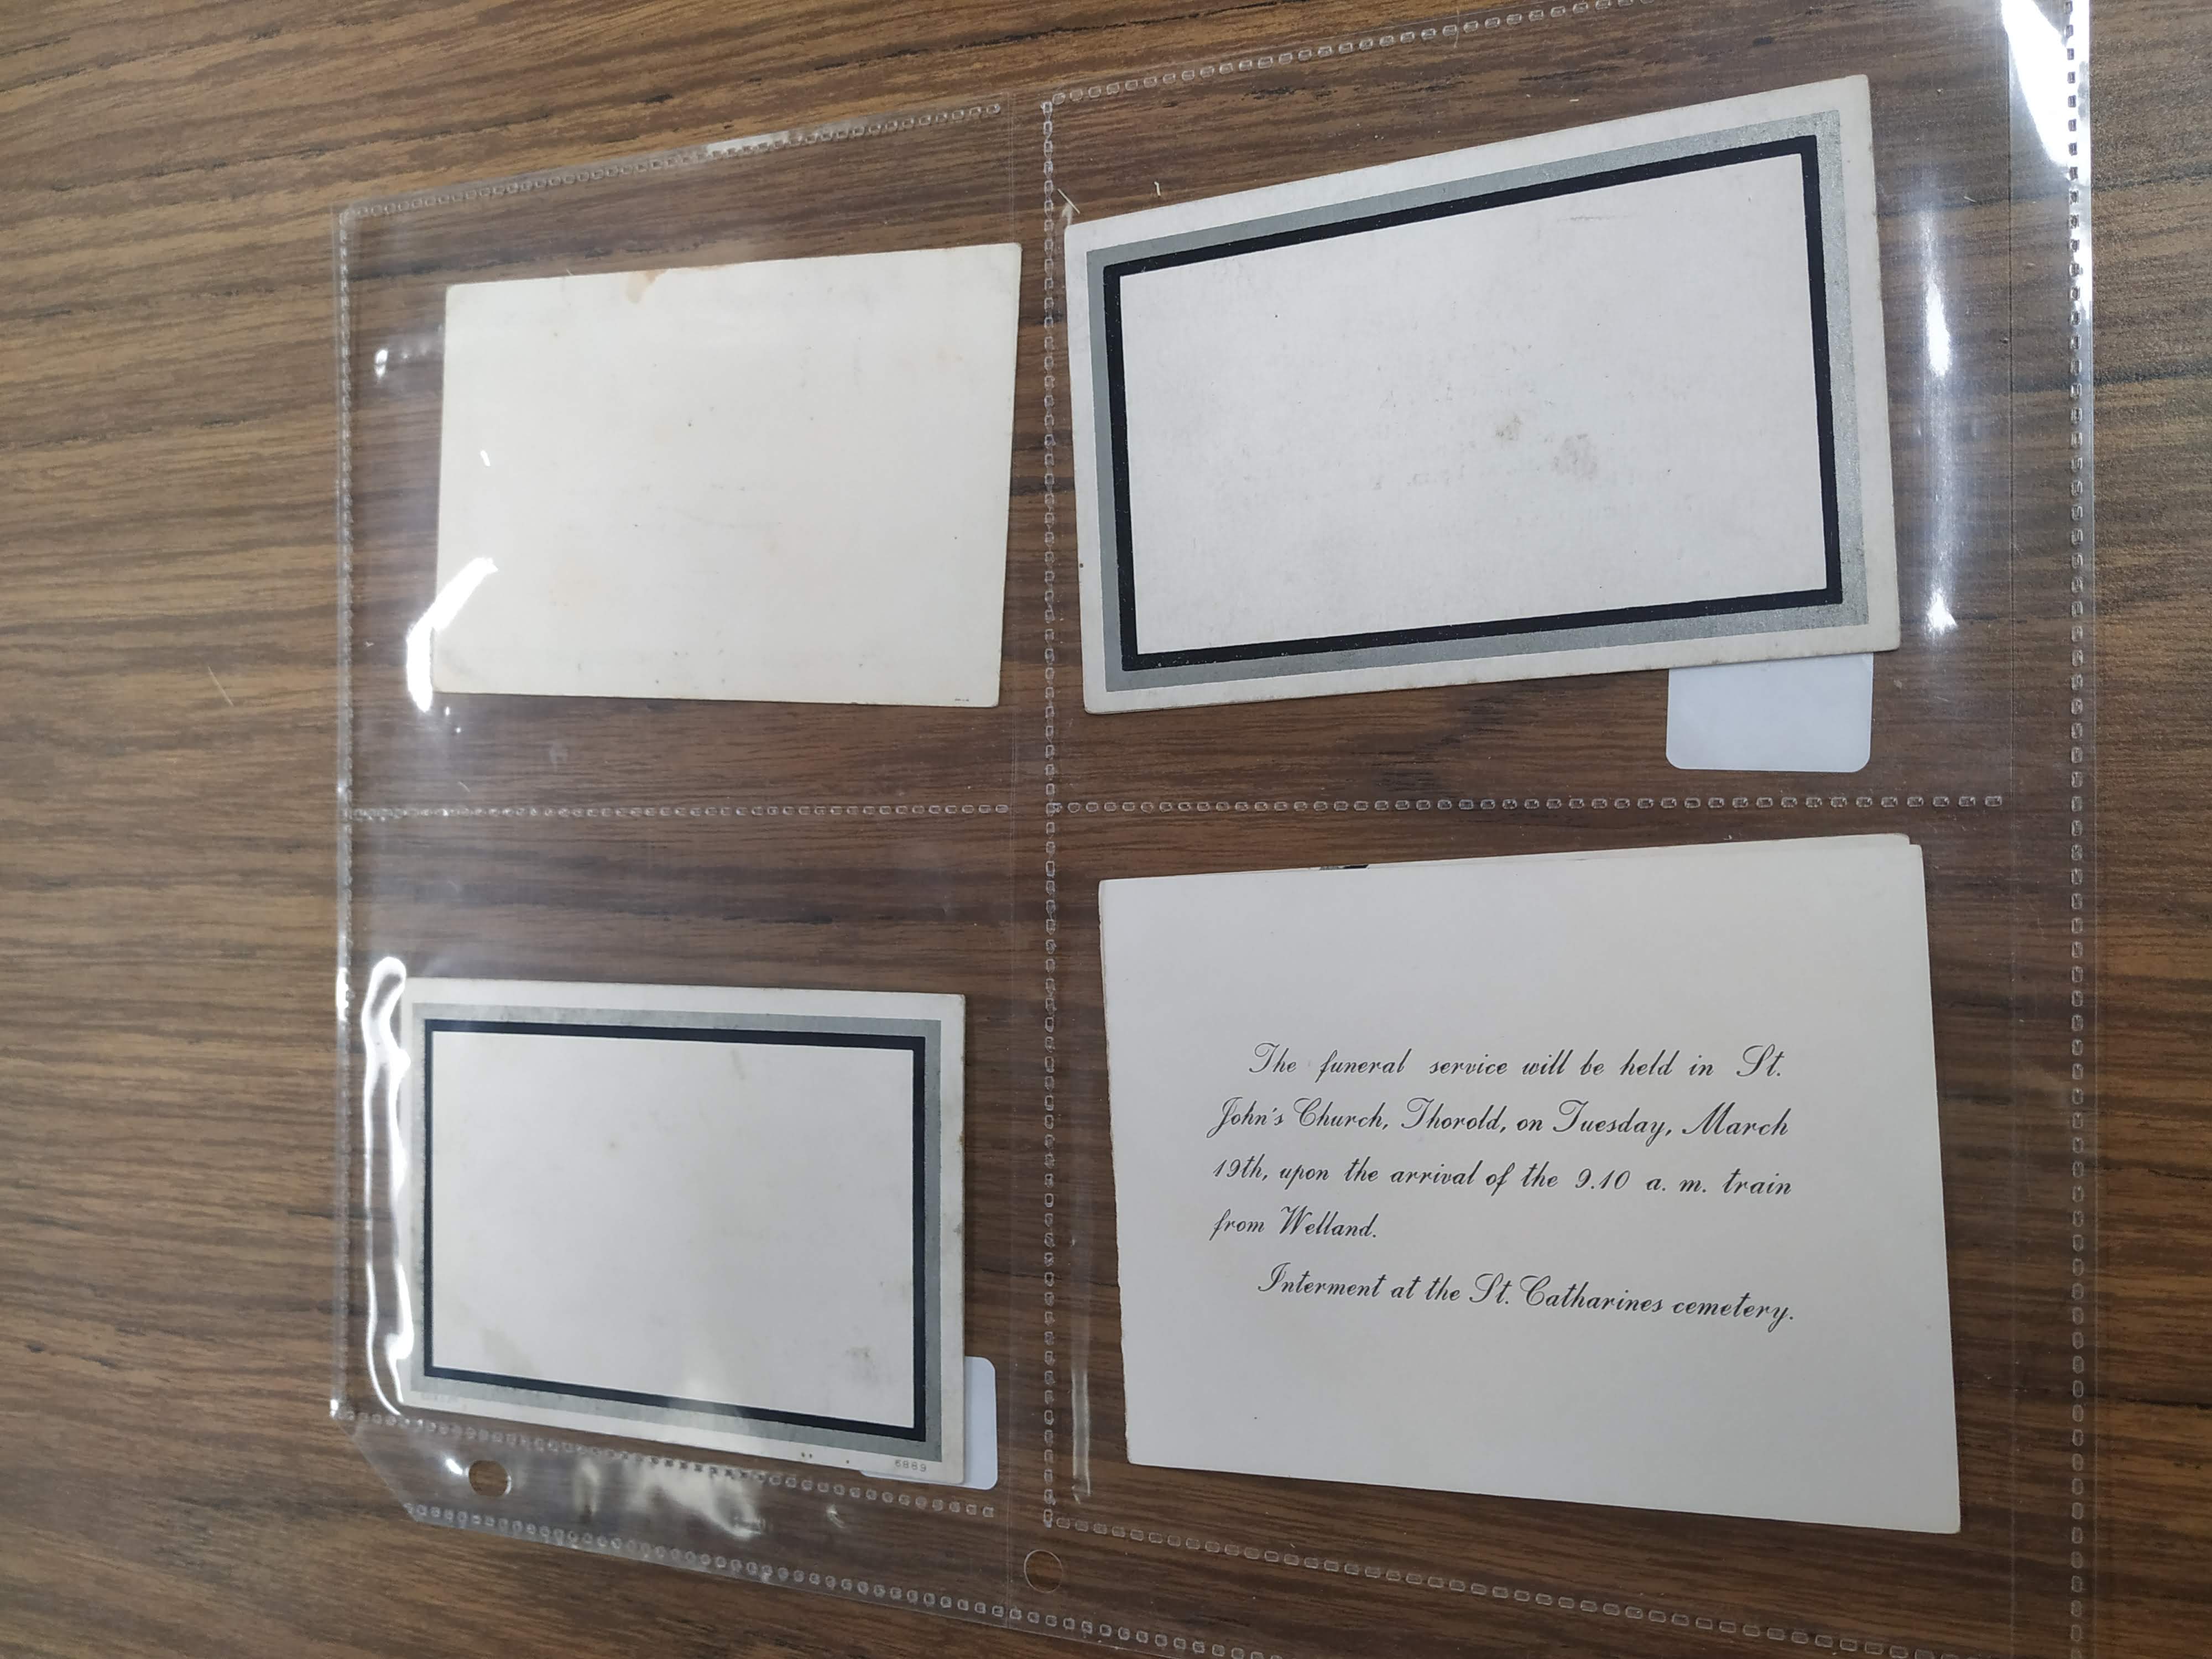 5889
The funeral service will be held in St.
John's Church, Thorold, on Tuesday, March
19th, upon the arrival of the 9.10 a. m. train
from Welland.
Interment at the St. Catharines cemetery.